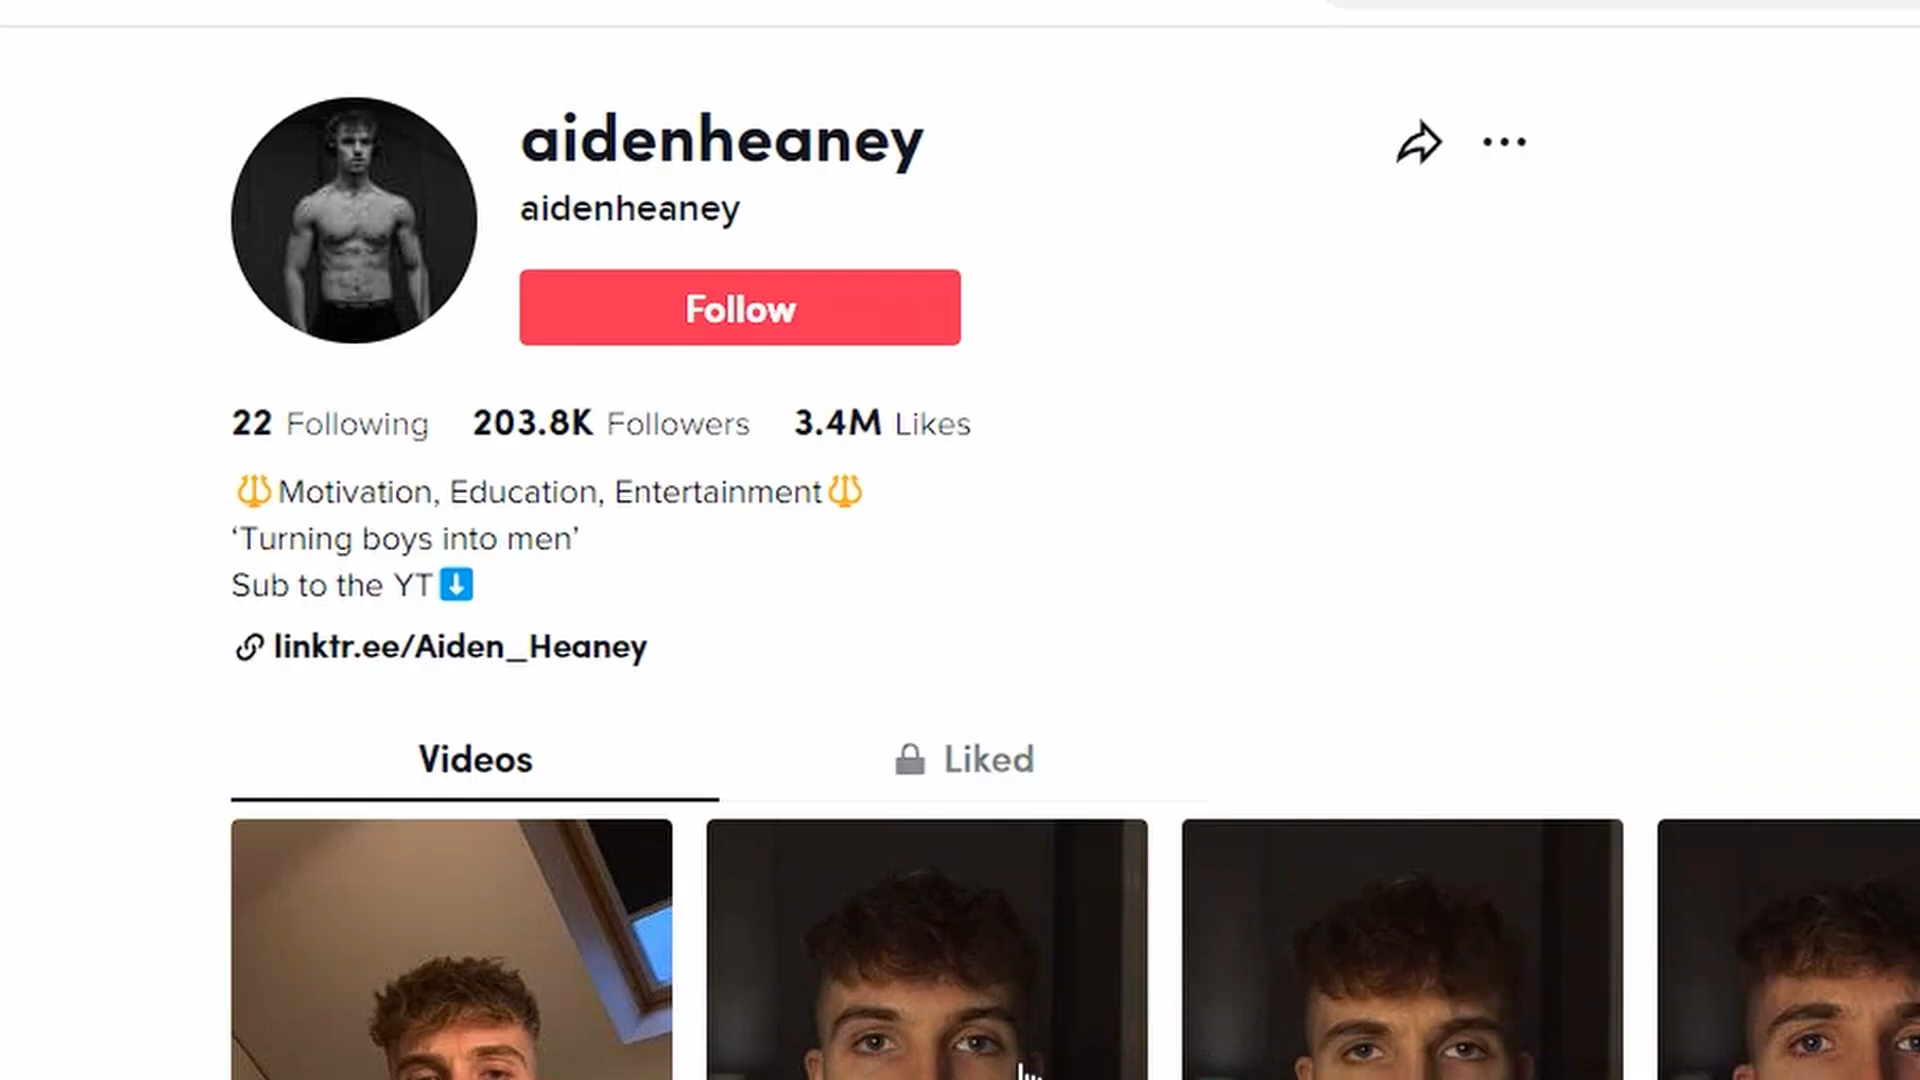 aidenheaney
aidenheaney
Follow
22 Following 203.8K Followers 3.4M Likes
🔱Motivation, Education, Entertainment🔱
‘Turning boys into men’
Sub to the YT⬇️
linktr.ee/Aiden_Heaney
Videos Liked